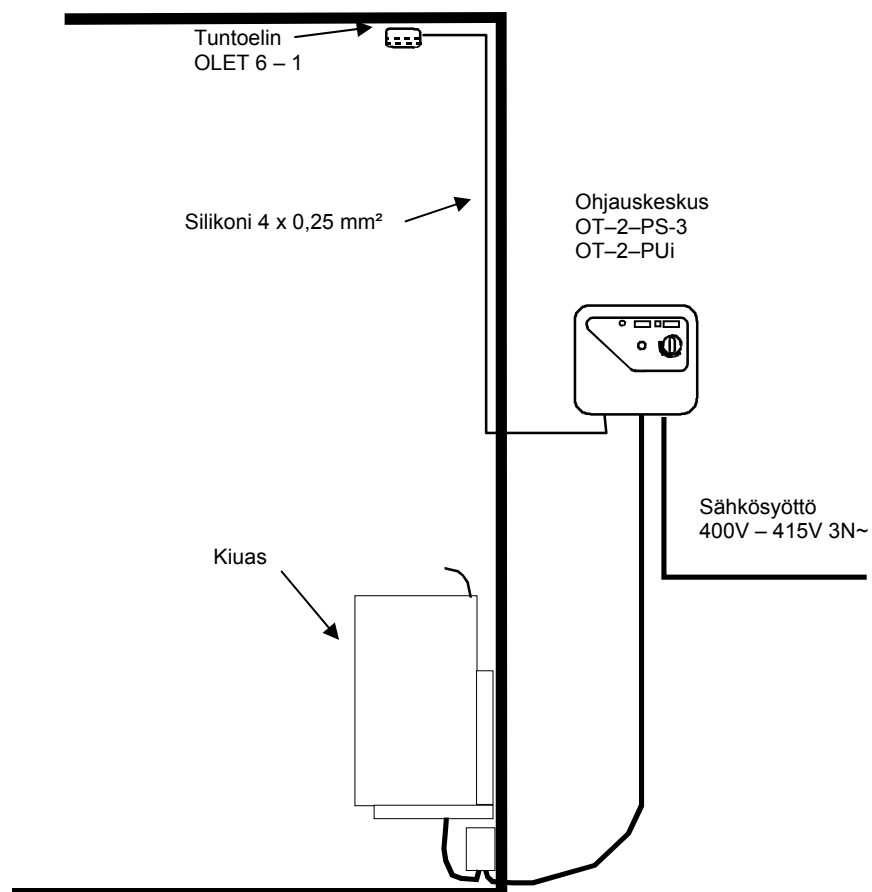 Tuntoelin
OLET 6 – 1
Silikoni 4 x 0,25 mm²
Ohjauskeskus
OT–2–PS-3
OT–2–PUi
Sähkösyöttö
400V – 415V 3N~
Kiuas